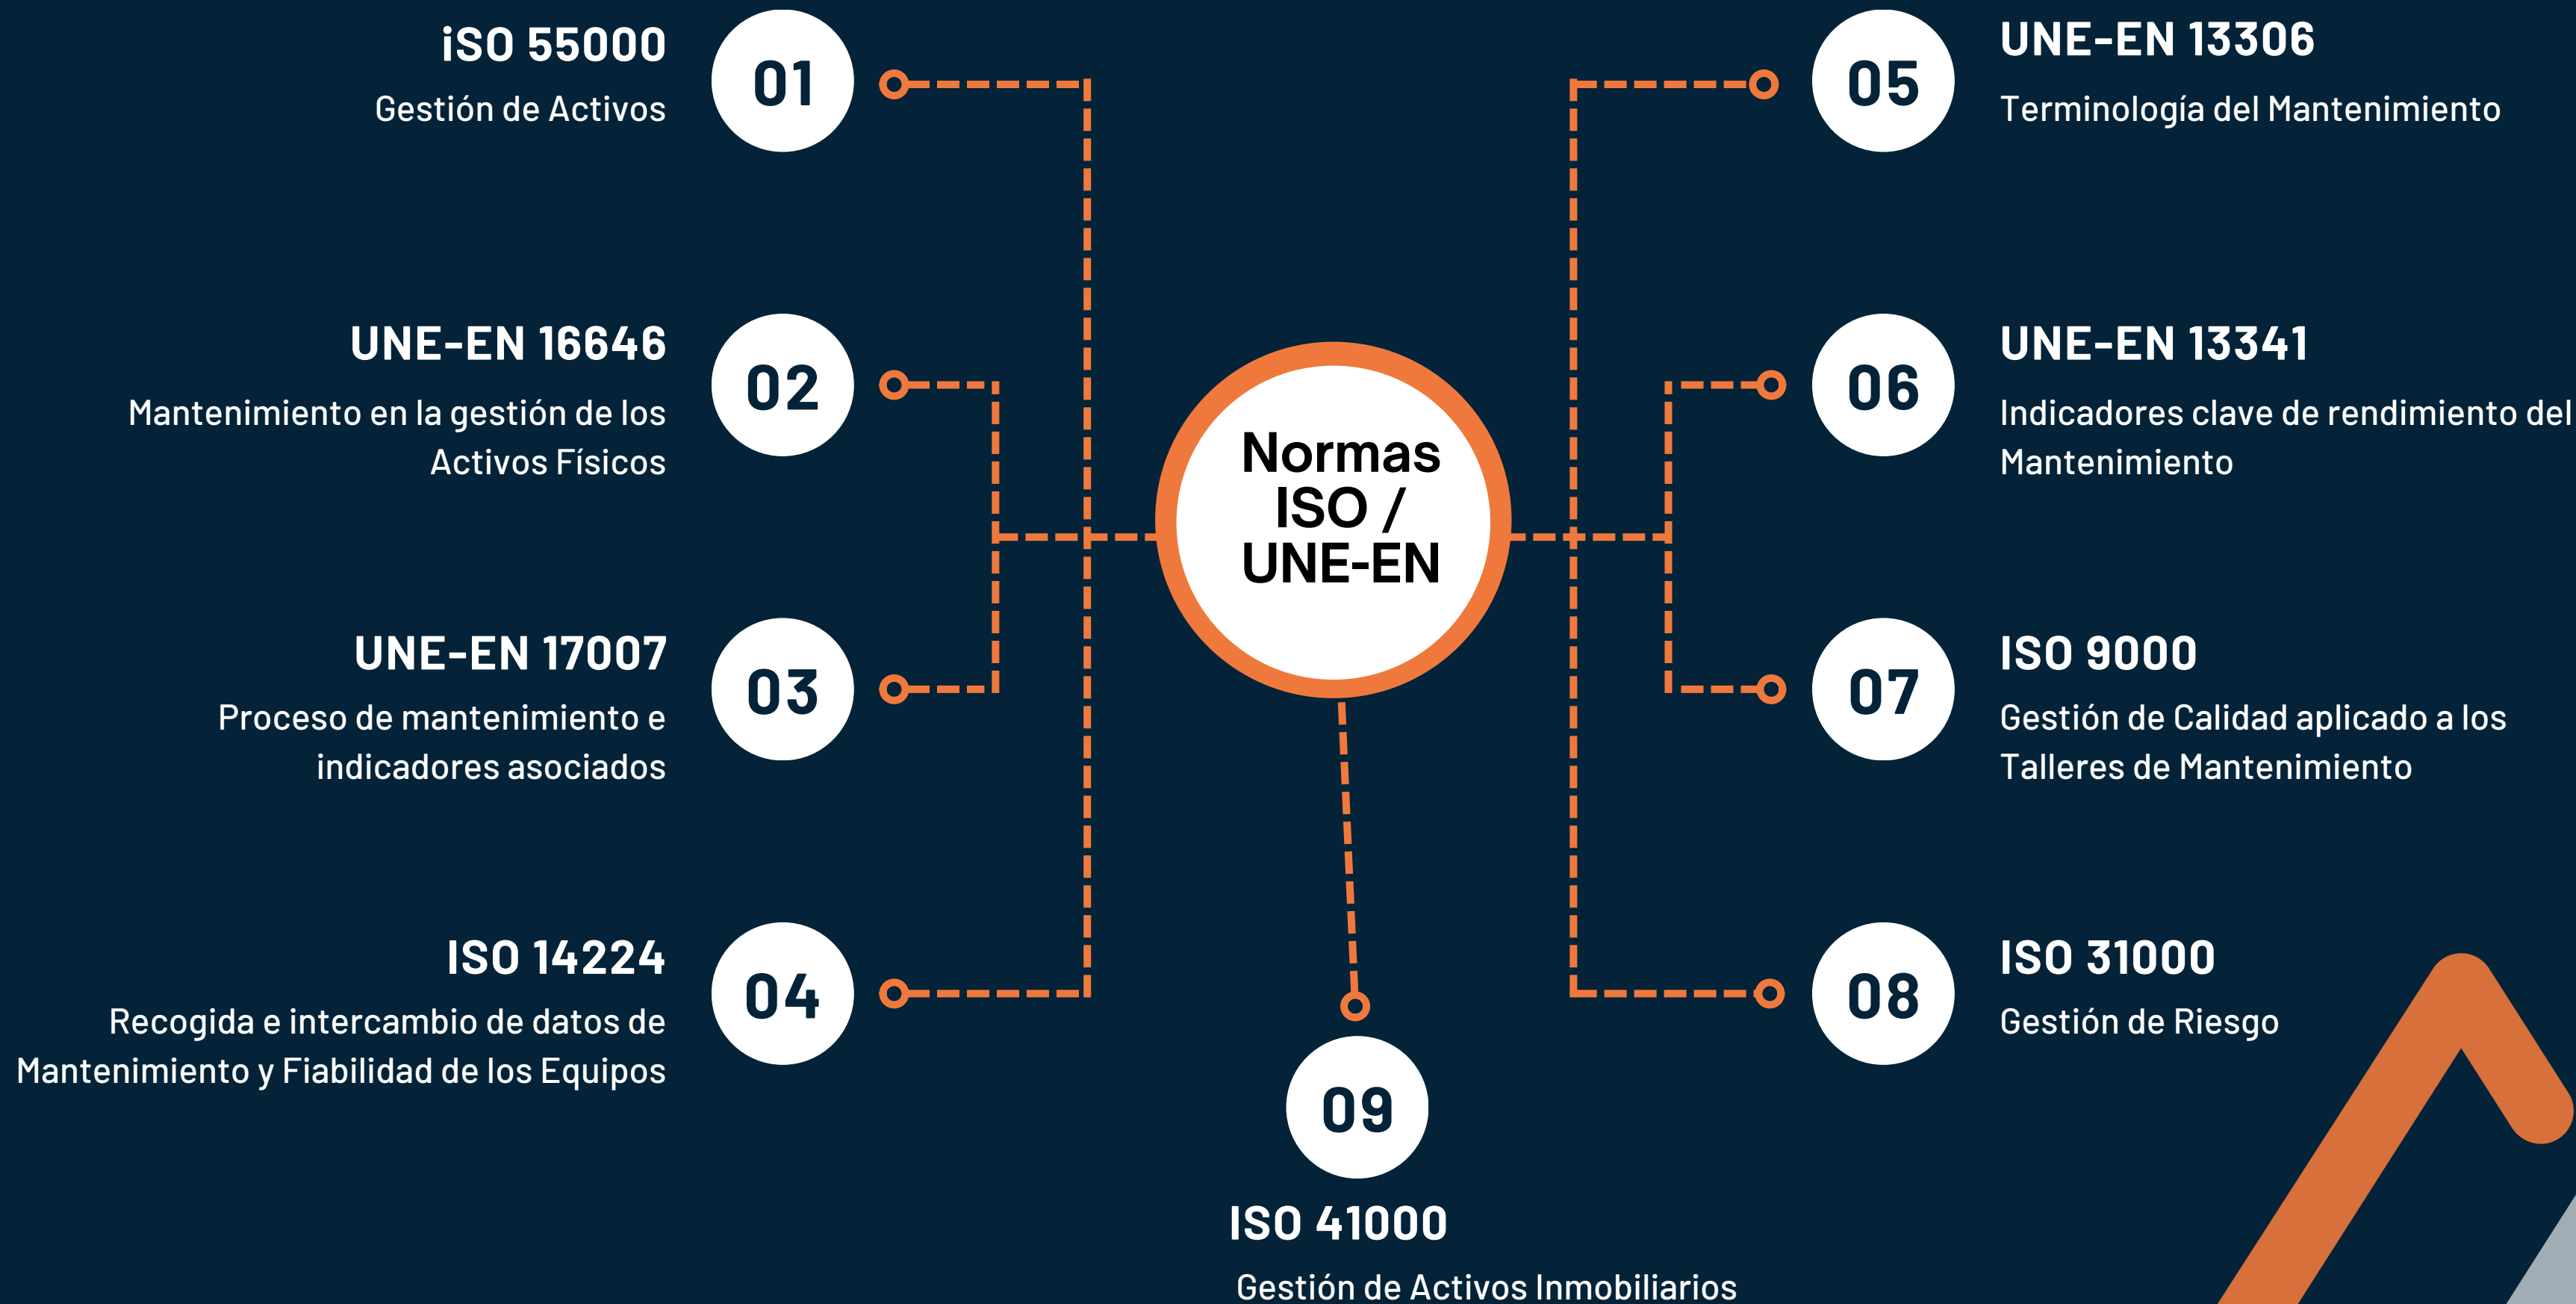 iSO 55000
Gestión de Activos
01
UNE-EN 16646
Mantenimiento en la gestión de los
Activos Físicos
02
UNE-EN 17007
Proceso de mantenimiento e
indicadores asociados
03
ISO 14224
Recogida e intercambio de datos de
Mantenimiento y Fiabilidad de los Equipos
04
Normas
ISO /
UNE-EN
05
UNE-EN 13306
Terminología del Mantenimiento
06
UNE-EN 13341
Indicadores clave de rendimiento del
Mantenimiento
07
ISO 9000
Gestión de Calidad aplicado a los
Talleres de Mantenimiento
08
ISO 31000
Gestión de Riesgo
09
ISO 41000
Gestión de Activos Inmobiliarios